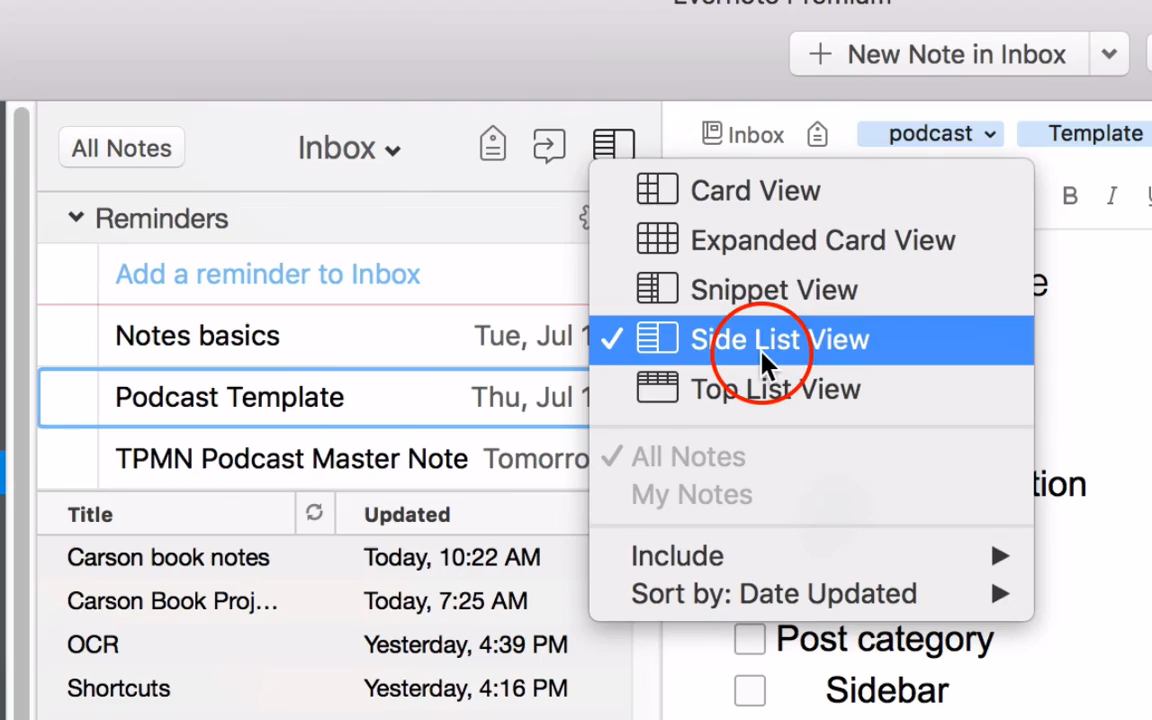 New Note in Inbox
All Notes
Inbox
Inbox
podcast
Template
Card View
Expanded Card View
Snippet View
Side List View
Top List View
All Notes
My Notes
Include
Sort by: Date Updated
B I
Reminders
Add a reminder to Inbox
Notes basics Tue, Jul
Podcast Template Thu, Jul
TPMN Podcast Master Note Tomorro
Title Updated
Carson book notes Today, 10:22 AM
Carson Book Proj... Today, 7:25 AM
OCR Yesterday, 4:39 PM
Shortcuts Yesterday, 4:16 PM
tion
Post category
Sidebar